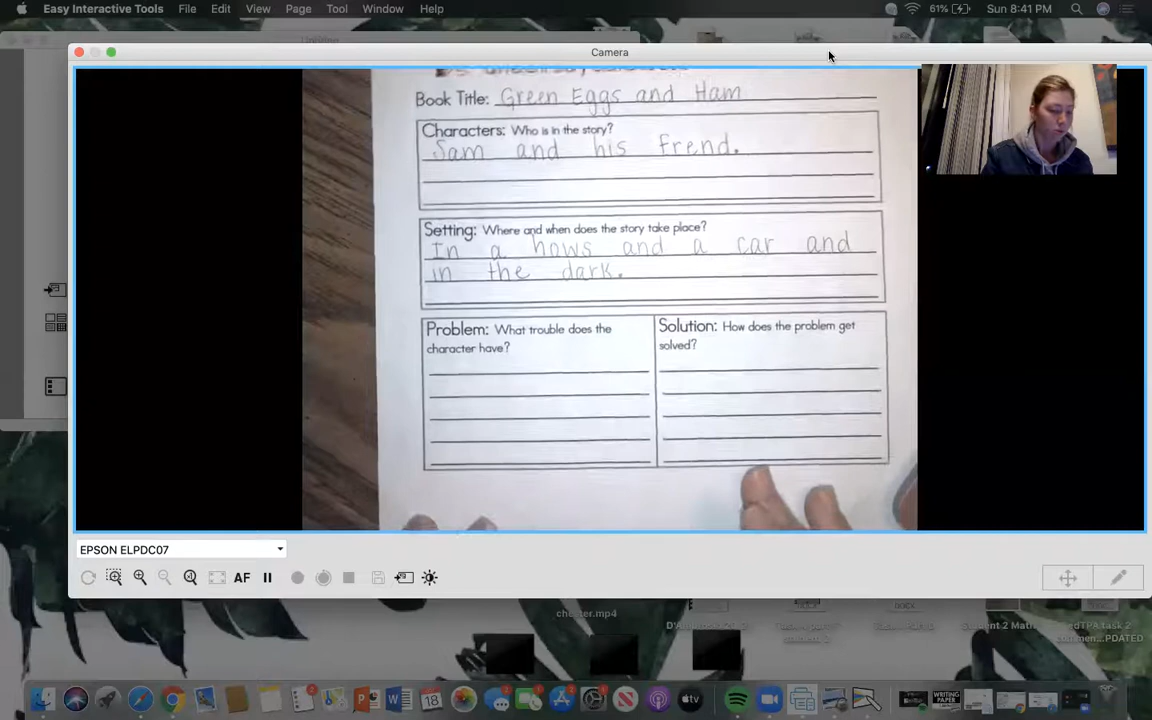 Easy Interactive Tools File Edit View Page Tool Window Help 61% Sun 8:41 PM
Camera
Book Title: Green Eggs and Ham
Characters: Who is in the story?
Sam and his frend.
Setting: Where and when does the story take place?
In a hows and a car and
in the dark.
Problem: What trouble does the
character have?
Solution: How does the problem get
solved?
EPSON ELPDC07
AF
chester.mp4